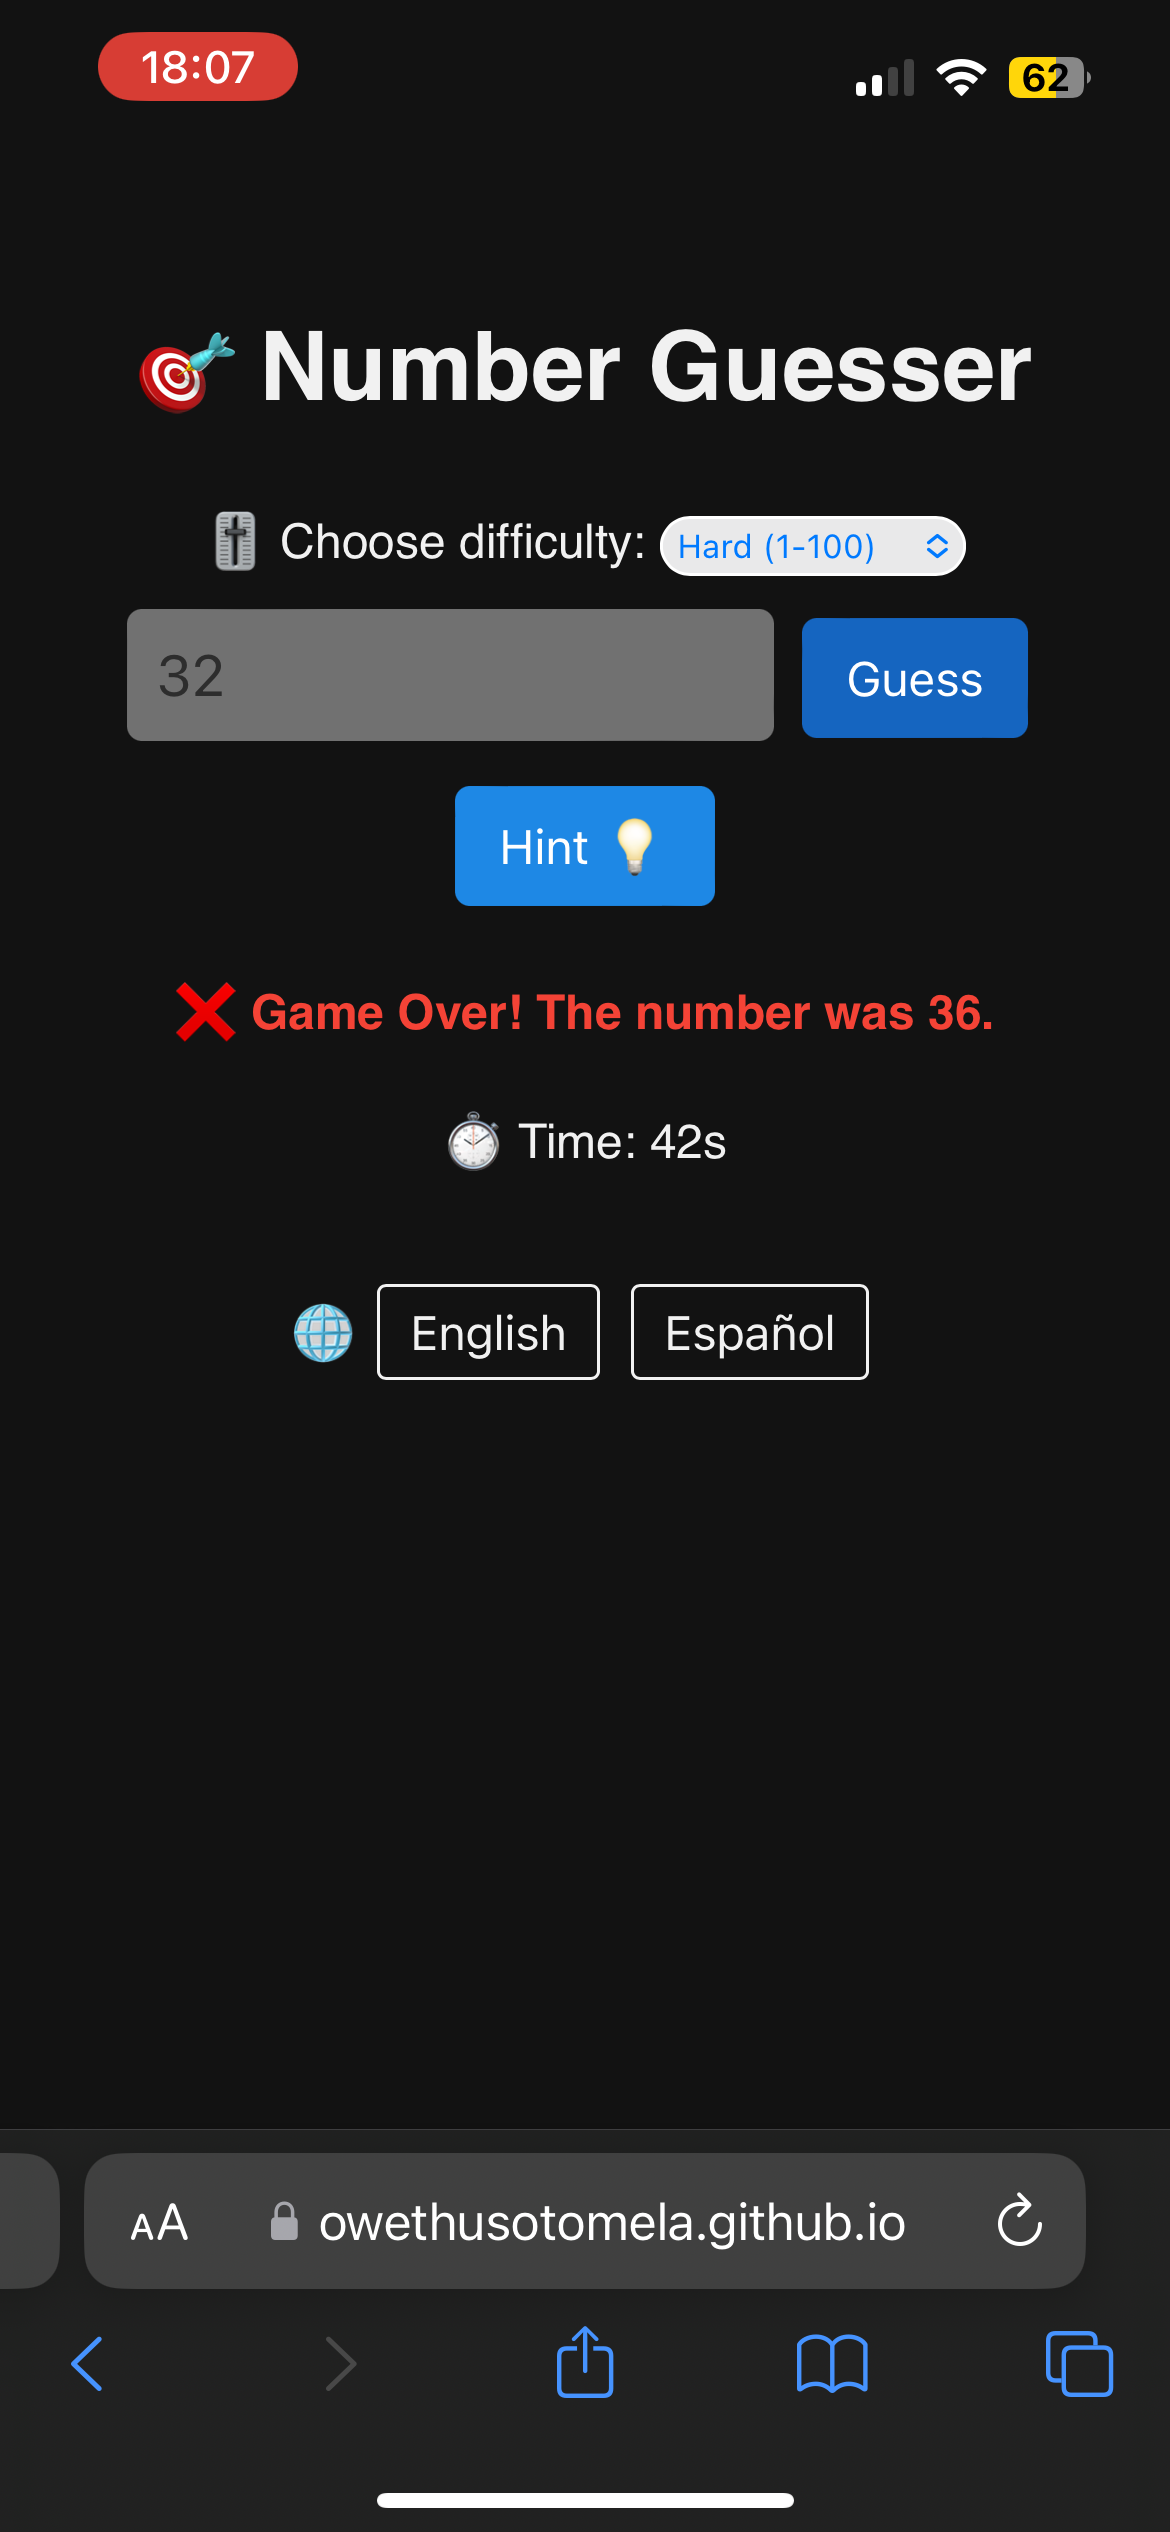 18:07
62
Number Guesser
Choose difficulty: Hard (1-100)
32
Guess
Hint
Game Over! The number was 36.
Time: 42s
English
Español
AA
owethusotomela.github.io